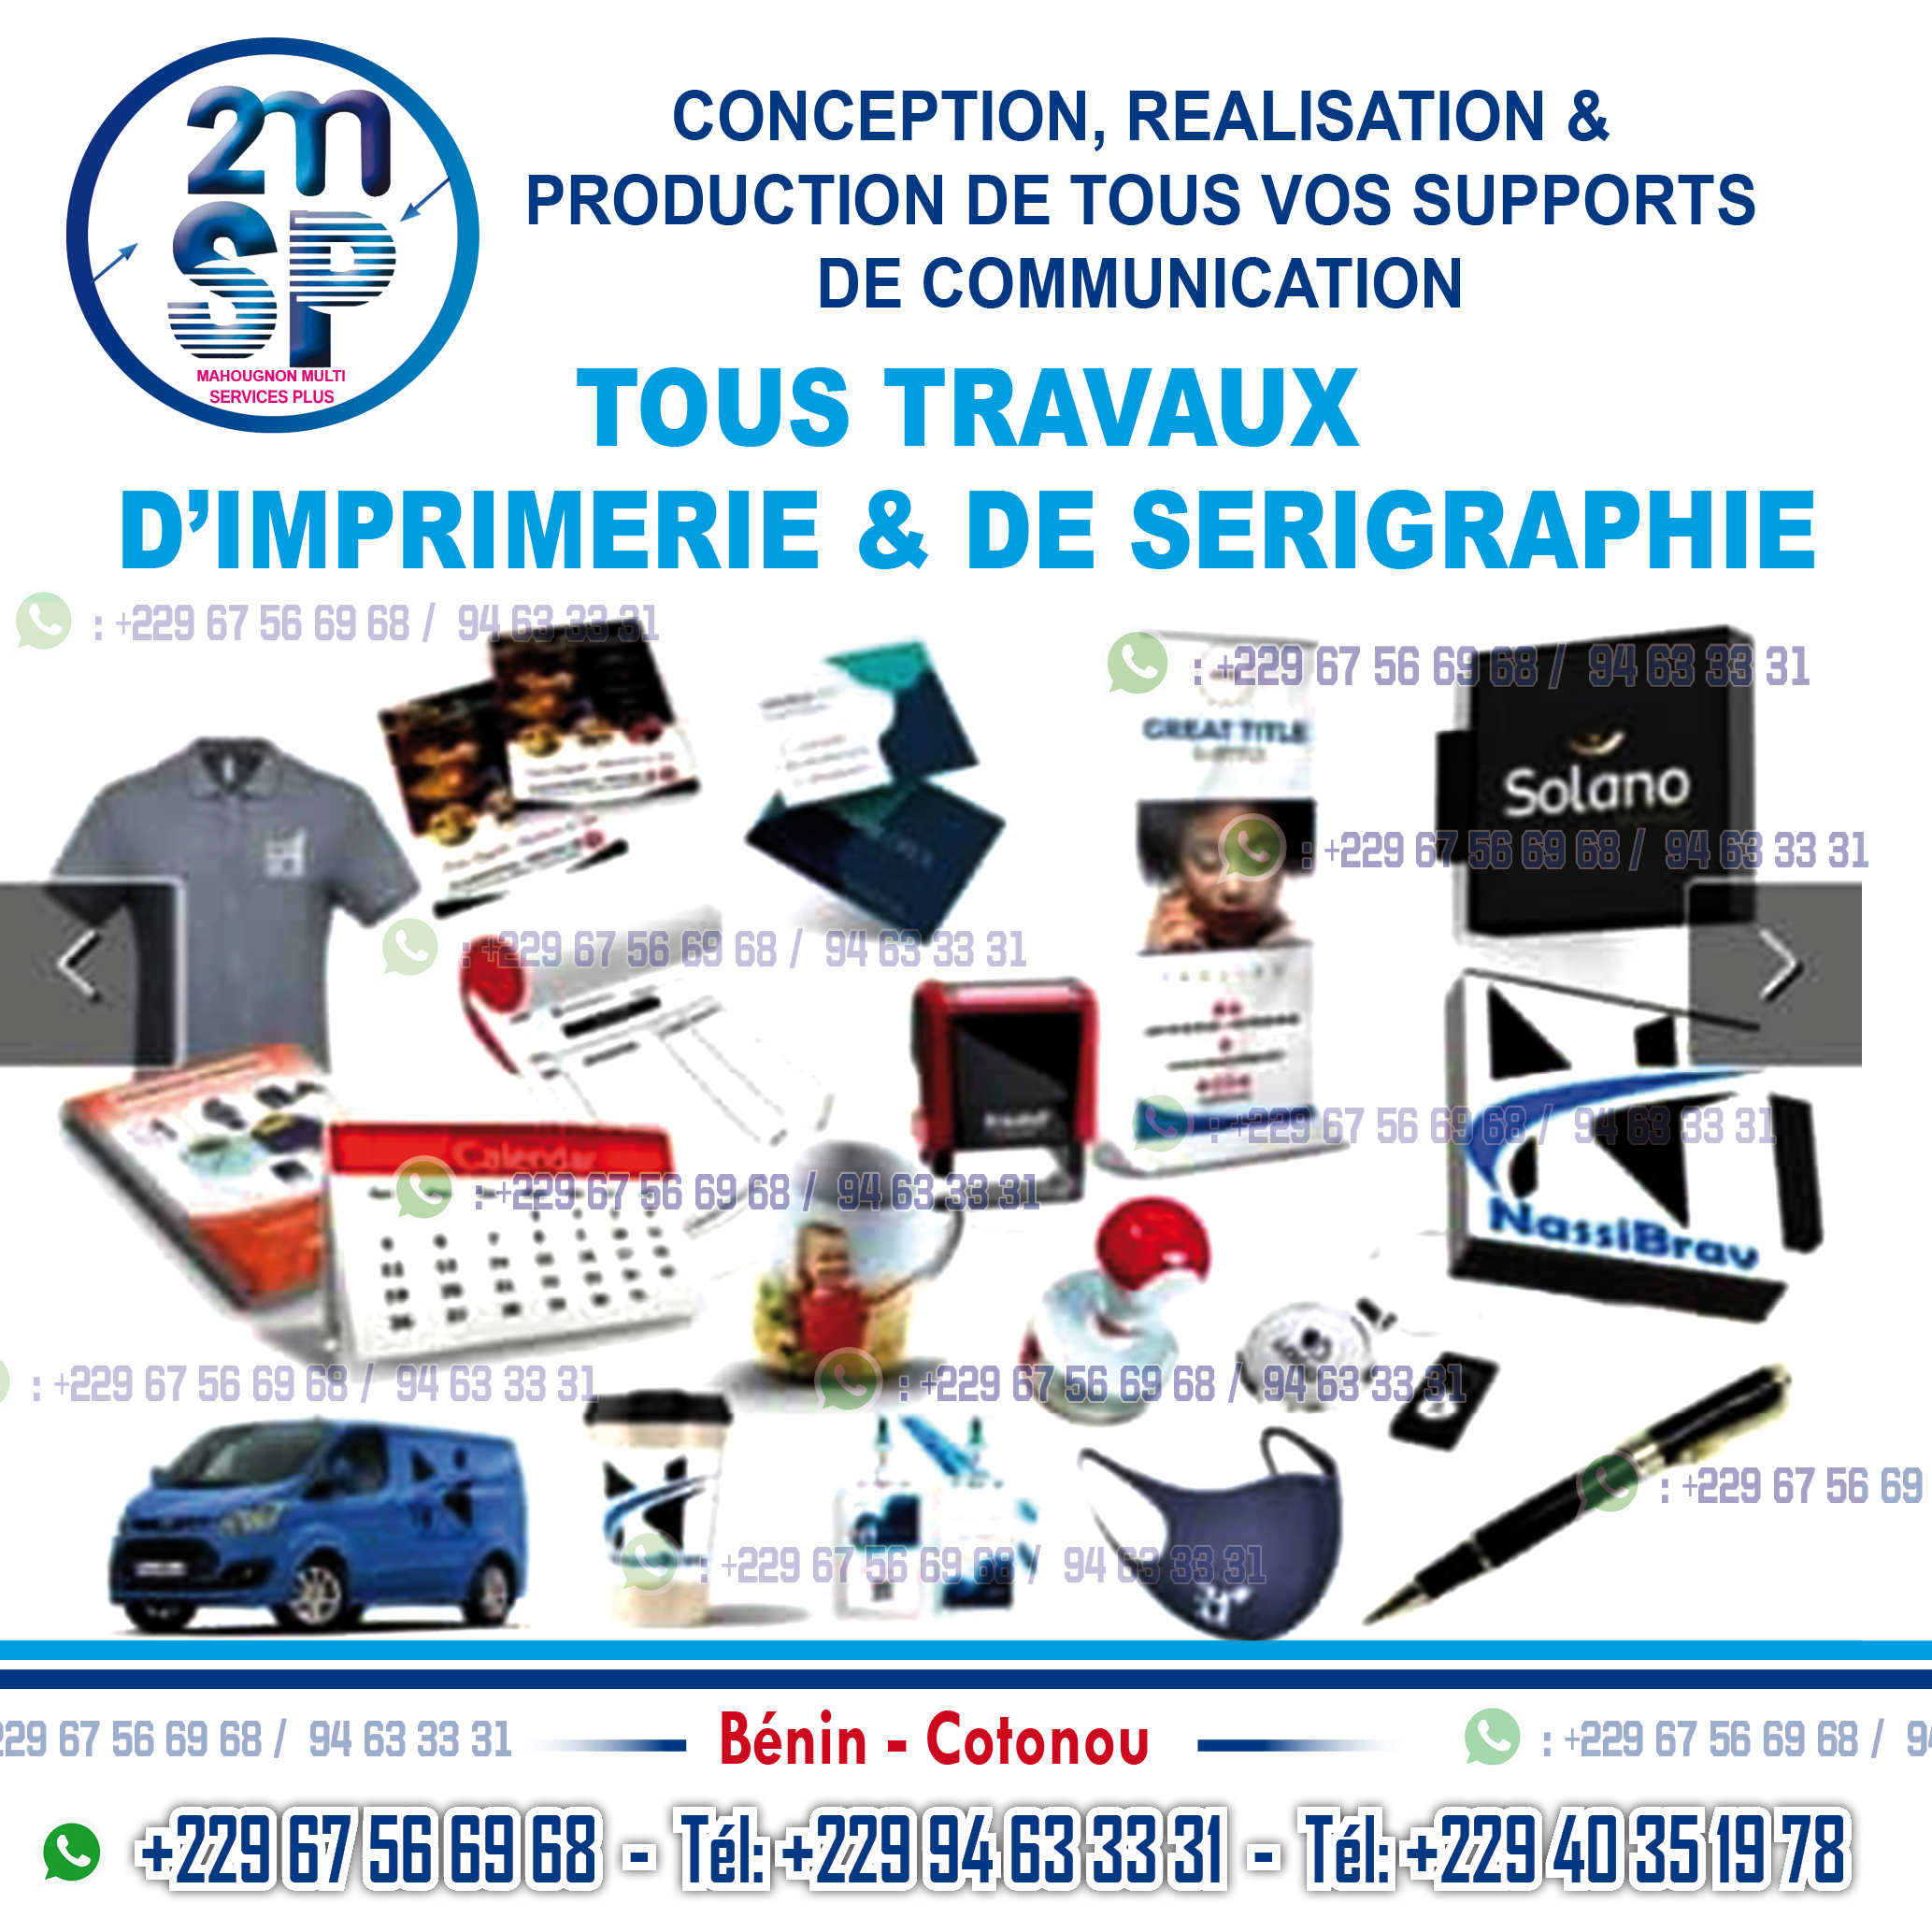 2m
SP
MAHOUGNON MULTI
SERVICES PLUS
CONCEPTION, REALISATION &
PRODUCTION DE TOUS VOS SUPPORTS
DE COMMUNICATION
TOUS TRAVAUX
D’IMPRIMERIE & DE SERIGRAPHIE
: +229 67 56 69 68 / 94 63 33 31
: +229 67 56 69 68 / 94 63 33 31
GREAT TITLE
Solano
: +229 67 56 69 68 / 94 63 33 31
: +229 67 56 69 68 / 94 63 33 31
: +229 67 56 69 68 / 94 63 33 31
Calendar
: +229 67 56 69 68 / 94 63 33 31
NassiBrav
: +229 67 56 69 68 / 94 63 33 31
: +229 67 56 69 68 / 94 63 33 31
: +229 67 56 69
: +229 67 56 69 68 / 94 63 33 31
229 67 56 69 68 / 94 63 33 31
Bénin - Cotonou
: +229 67 56 69 68 / 94
+229 67 56 69 68 - Tél: +229 94 63 33 31 - Tél: +229 40 35 19 78